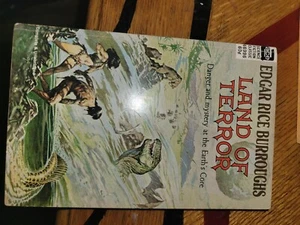 EDGAR RICE BURROUGHS
LAND OF
TERROR
Danger and mystery at the Earth's Core